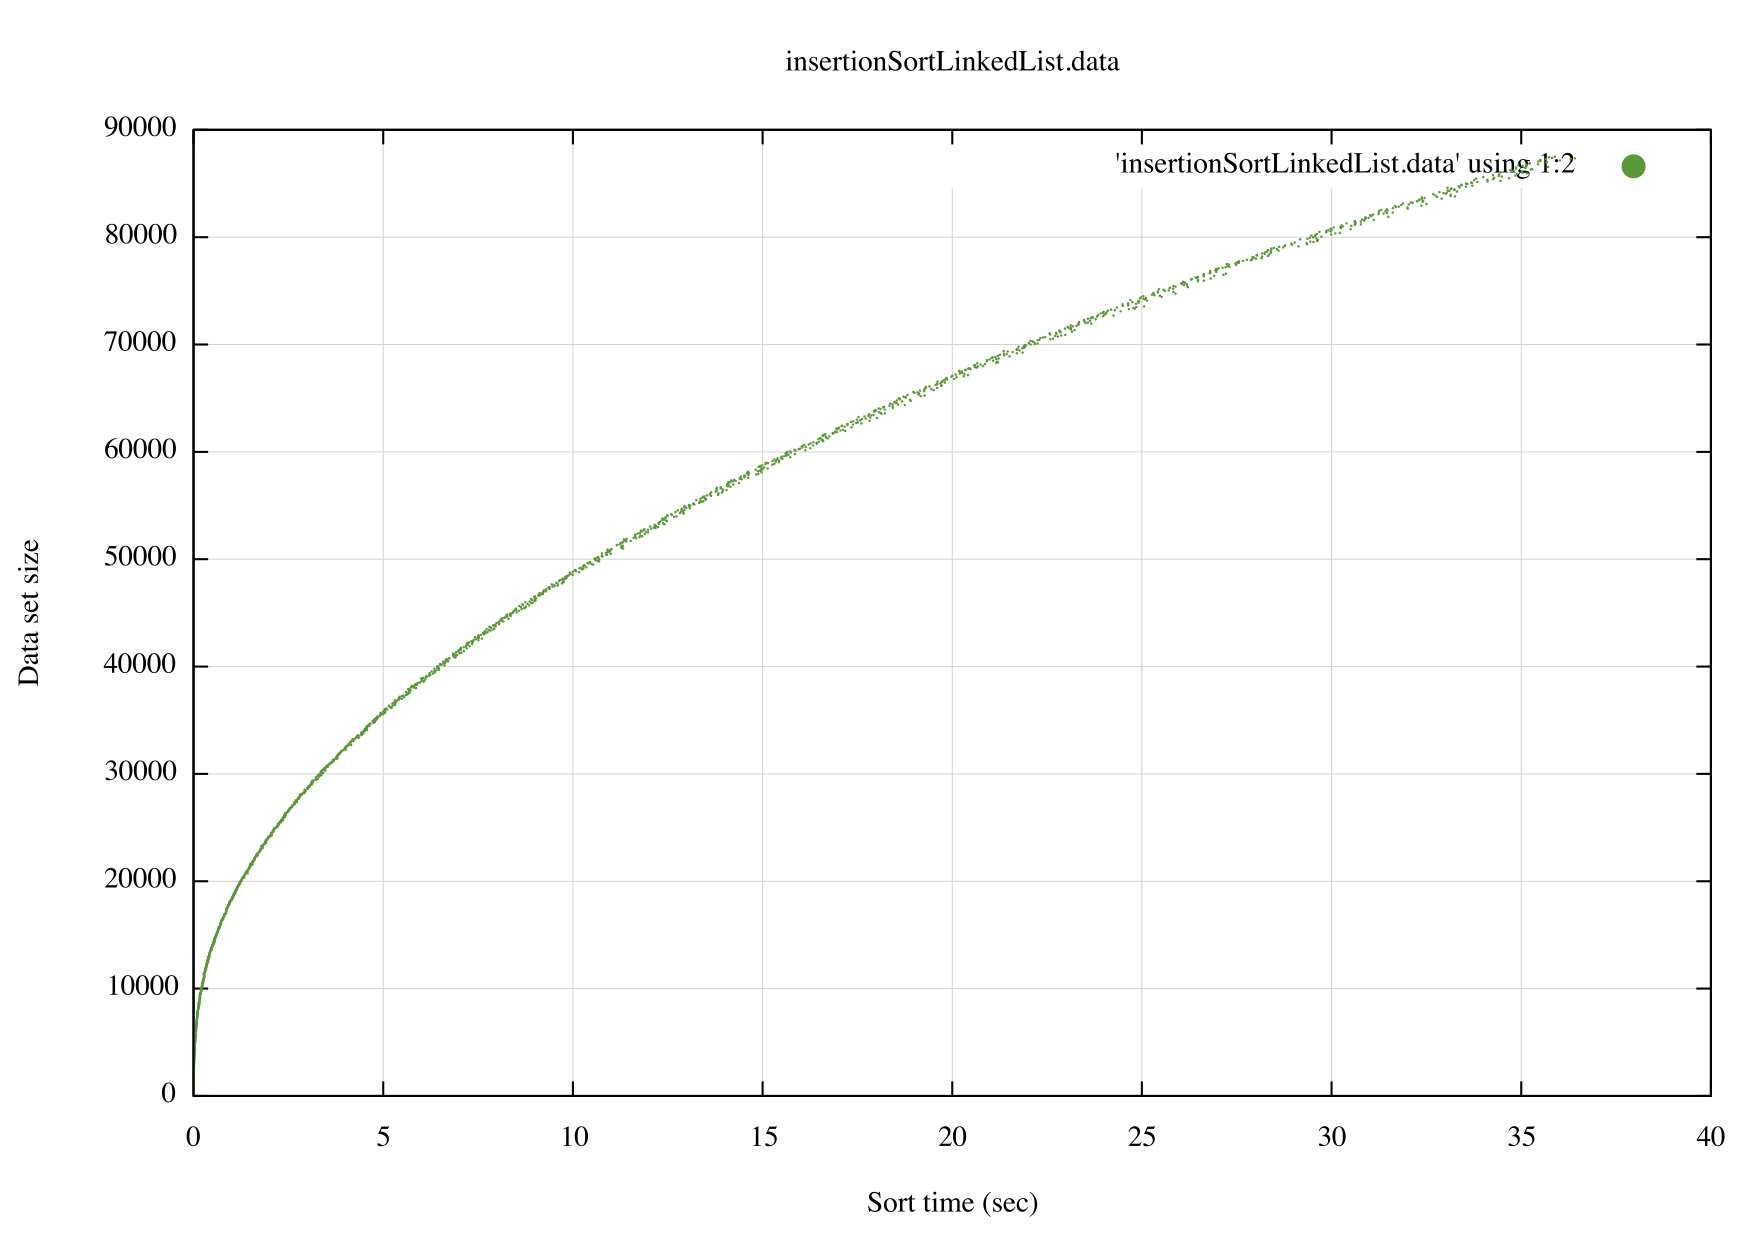 insertionSortLinkedList.data
'insertionSortLinkedList.data' using 1:2
90000
80000
70000
60000
50000
40000
30000
20000
10000
0
Data set size
0 5 10 15 20 25 30 35 40
Sort time (sec)